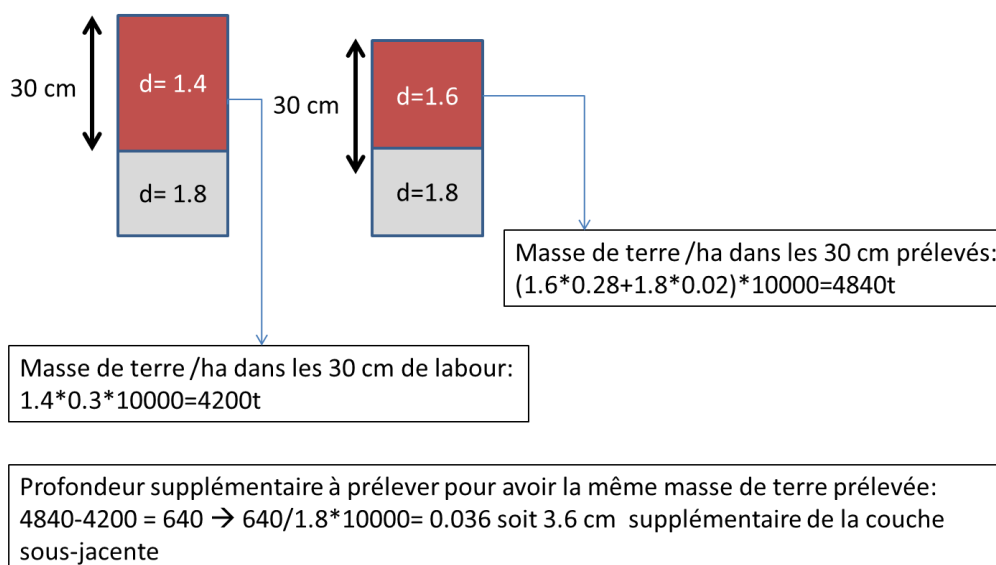 30 cm
d= 1.4
d= 1.8
30 cm
d=1.6
d=1.8
Masse de terre /ha dans les 30 cm prélevés:
(1.6*0.28+1.8*0.02)*10000=4840t
Masse de terre /ha dans les 30 cm de labour:
1.4*0.3*10000=4200t
Profondeur supplémentaire à prélever pour avoir la même masse de terre prélevée:
4840-4200 = 640 → 640/1.8*10000= 0.036 soit 3.6 cm supplémentaire de la couche
sous-jacente